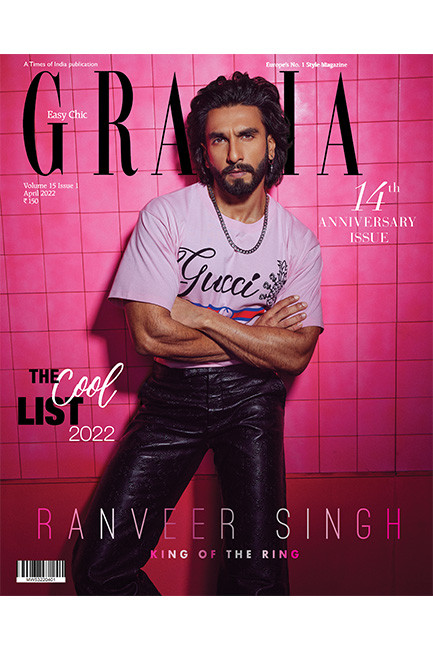 A Times of India publication
Europe's No. 1 Style Magazine
GRAZIA
Easy Chic
Volume 15 Issue 1
April 2022
₹ 150
14th
ANNIVERSARY
ISSUE
Gucci
THE Cool
LIST
2022
RANVEER SINGH
KING OF THE RING
MWES220401